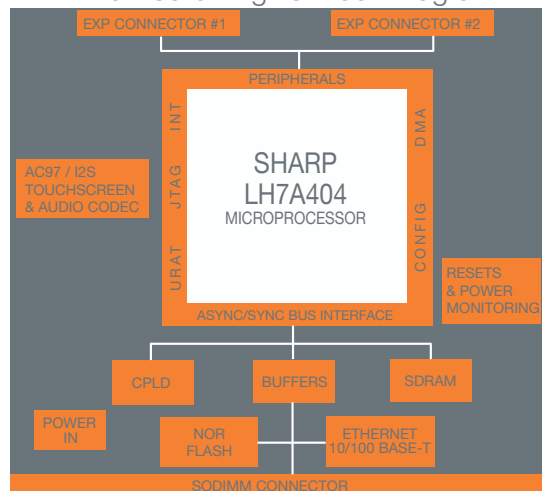 EXP CONNECTOR #1
EXP CONNECTOR #2
PERIPHERALS
INT
JTAG
URAT
DMA
CONFIG
SHARP
LH7A404
MICROPROCESSOR
AC97 / I2S
TOUCHSCREEN
& AUDIO CODEC
RESETS
& POWER
MONITORING
ASYNC/SYNC BUS INTERFACE
CPLD
BUFFERS
SDRAM
POWER
IN
NOR
FLASH
ETHERNET
10/100 BASE-T
SODIMM CONNECTOR